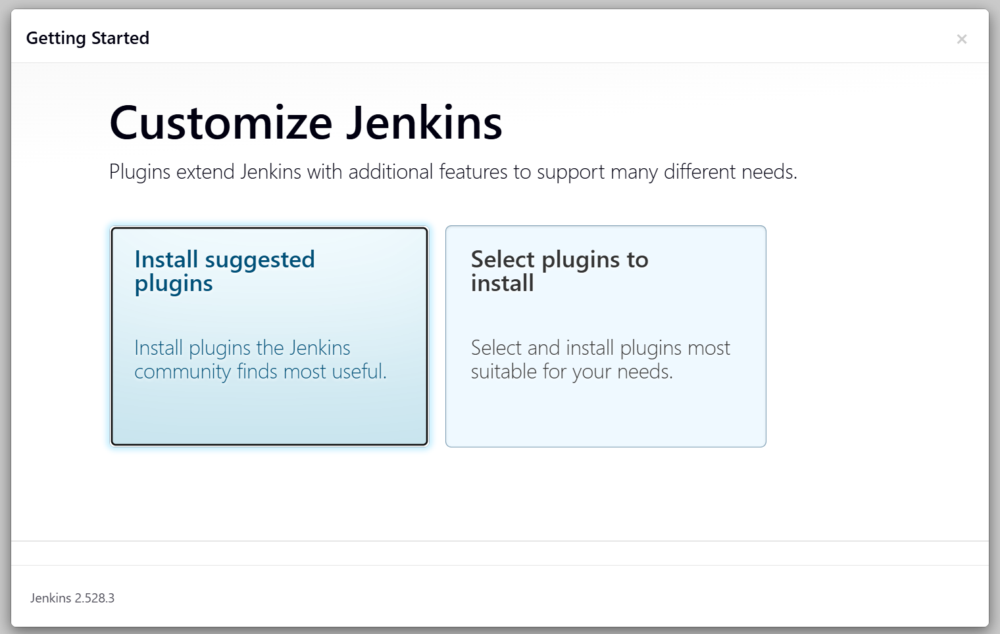 Getting Started
×
Customize Jenkins
Plugins extend Jenkins with additional features to support many different needs.
Install suggested
plugins
Install plugins the Jenkins
community finds most useful.
Select plugins to
install
Select and install plugins most
suitable for your needs.
Jenkins 2.528.3